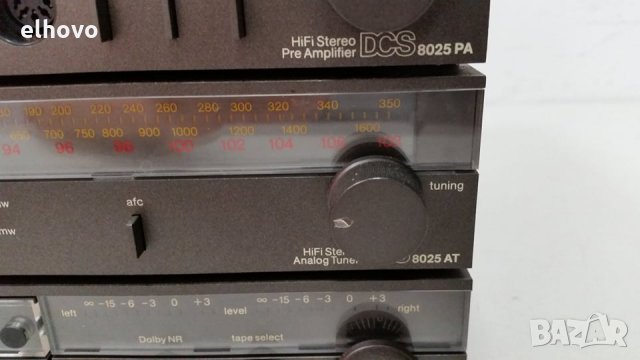 elhovo
HiFi Stereo
Pre Amplifier DCS 8025 PA
190 200 220 240 260 280 300 320 340 350
650 700 800 900 1000 1200 1400 1600
94 96 98 100 102 104 106 108
tuning
afc
mw
HiFi
Analog Tuner 8025 AT
∞ -15 -6 -3 0 +3 ∞ -15 -6 -3 0 +3
left level right
Dolby NR tape select
BAZAR.bg